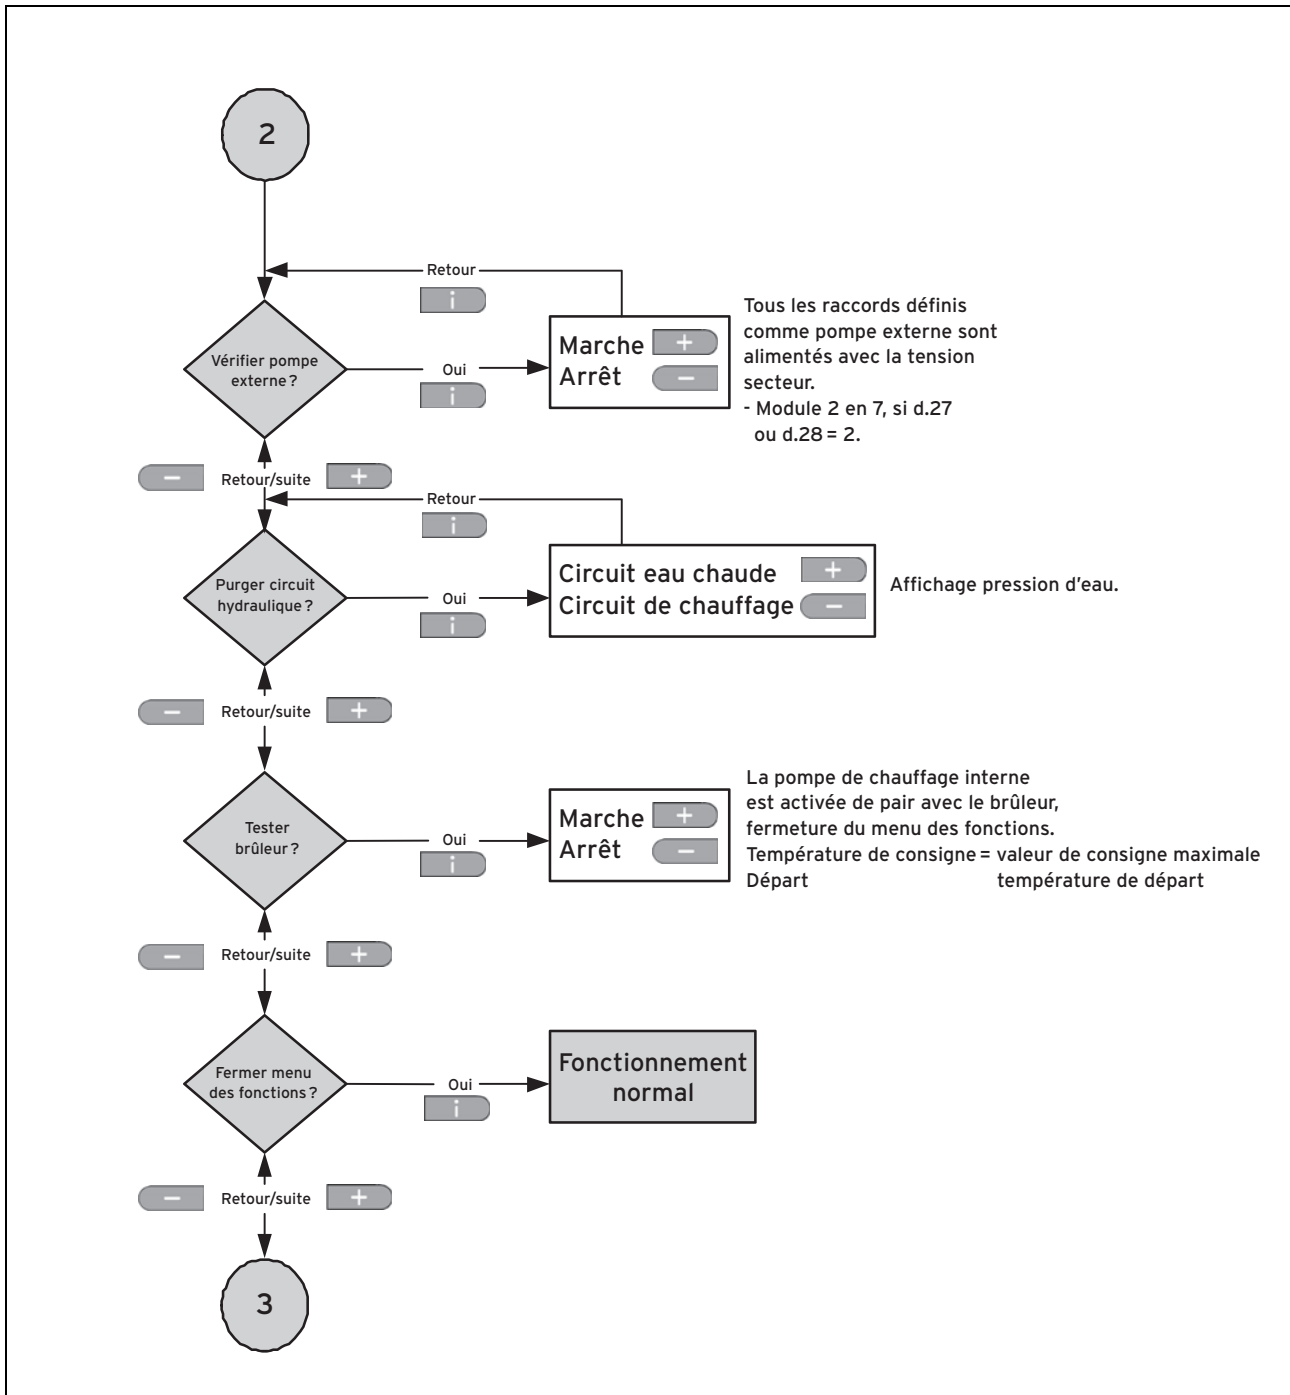 2
Retour
i
Vérifier pompe
externe ?
Oui
i
Marche +
Arrêt −
Tous les raccords définis
comme pompe externe sont
alimentés avec la tension
secteur.
- Module 2 en 7, si d.27
ou d.28 = 2.
− Retour/suite +
Retour
i
Purger circuit
hydraulique ?
Oui
i
Circuit eau chaude +
Circuit de chauffage −
Affichage pression d'eau.
− Retour/suite +
Tester
brûleur ?
Oui
i
Marche +
Arrêt −
La pompe de chauffage interne
est activée de pair avec le brûleur,
fermeture du menu des fonctions.
Température de consigne = valeur de consigne maximale
Départ température de départ
− Retour/suite +
Fermer menu
des fonctions ?
Oui
i
Fonctionnement
normal
− Retour/suite +
3